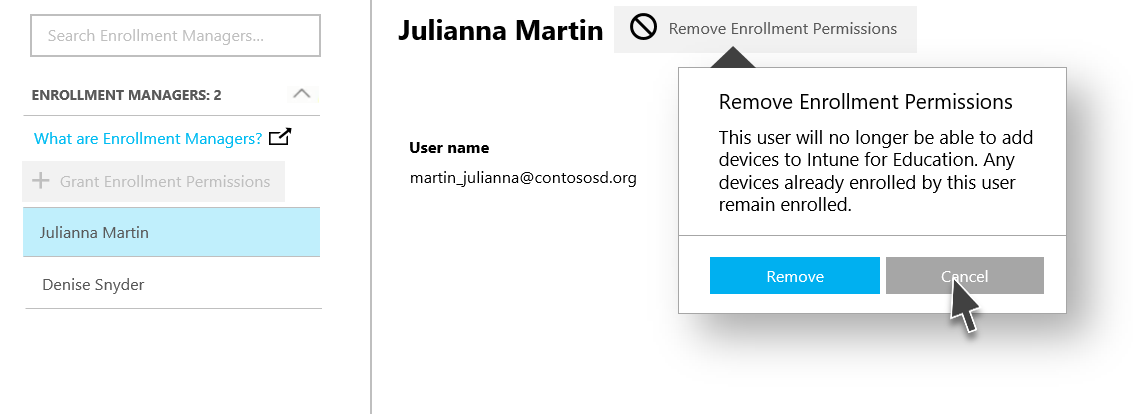 Search Enrollment Managers...
ENROLLMENT MANAGERS: 2
What are Enrollment Managers?
Grant Enrollment Permissions
Julianna Martin
Denise Snyder
Julianna Martin
Remove Enrollment Permissions
User name
martin_julianna@contososd.org
Remove Enrollment Permissions
This user will no longer be able to add
devices to Intune for Education. Any
devices already enrolled by this user
remain enrolled.
Remove
Cancel